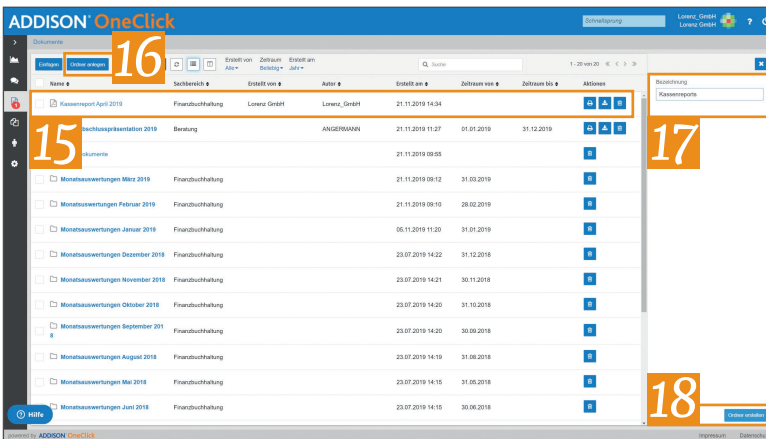 ADDISON® OneClick
Schnellsprung
Lorenz_GmbH
Lorenz GmbH
?
Dokumente
16
Einfügen
Ordner anlegen
Erstellt von
Alle
Zeitraum
Beliebig
Erstellt am
Jahr
Suche
1 - 20 von 20
Name Sachbereich Erstellt von Autor Erstellt am Zeitraum von Zeitraum bis Aktionen
Kassenreport April 2019 Finanzbuchhaltung Lorenz GmbH Lorenz_GmbH 21.11.2019 14:34
bschlusspräsentation 2019 Beratung ANGERMANN 21.11.2019 11:27 01.01.2019 31.12.2019
15
okumente 21.11.2019 09:55
Monatsauswertungen März 2019 Finanzbuchhaltung 21.11.2019 09:12 31.03.2019
Monatsauswertungen Februar 2019 Finanzbuchhaltung 21.11.2019 09:10 28.02.2019
Monatsauswertungen Januar 2019 Finanzbuchhaltung 05.11.2019 11:20 31.01.2019
Monatsauswertungen Dezember 2018 Finanzbuchhaltung 23.07.2019 14:22 31.12.2018
Monatsauswertungen November 2018 Finanzbuchhaltung 23.07.2019 14:21 30.11.2018
Monatsauswertungen Oktober 2018 Finanzbuchhaltung 23.07.2019 14:20 31.10.2018
Monatsauswertungen September 201
8 Finanzbuchhaltung 23.07.2019 14:20 30.09.2018
Monatsauswertungen August 2018 Finanzbuchhaltung 23.07.2019 14:19 31.08.2018
Monatsauswertungen Mai 2018 Finanzbuchhaltung 23.07.2019 14:15 31.05.2018
Monatsauswertungen Juni 2018 Finanzbuchhaltung 23.07.2019 14:15 30.06.2018
Bezeichnung
Kassenreports
17
18
Ordner erstellen
? Hilfe
powered by ADDISON OneClick
Impressum
Datenschu